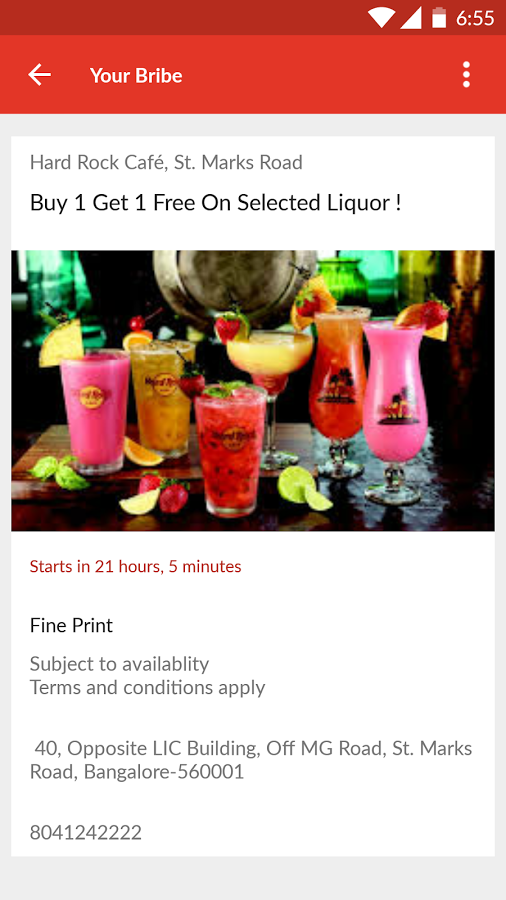 6:55
Your Bribe
Hard Rock Café, St. Marks Road
Buy 1 Get 1 Free On Selected Liquor !
Starts in 21 hours, 5 minutes
Fine Print
Subject to availablity
Terms and conditions apply
40, Opposite LIC Building, Off MG Road, St. Marks
Road, Bangalore-560001
8041242222